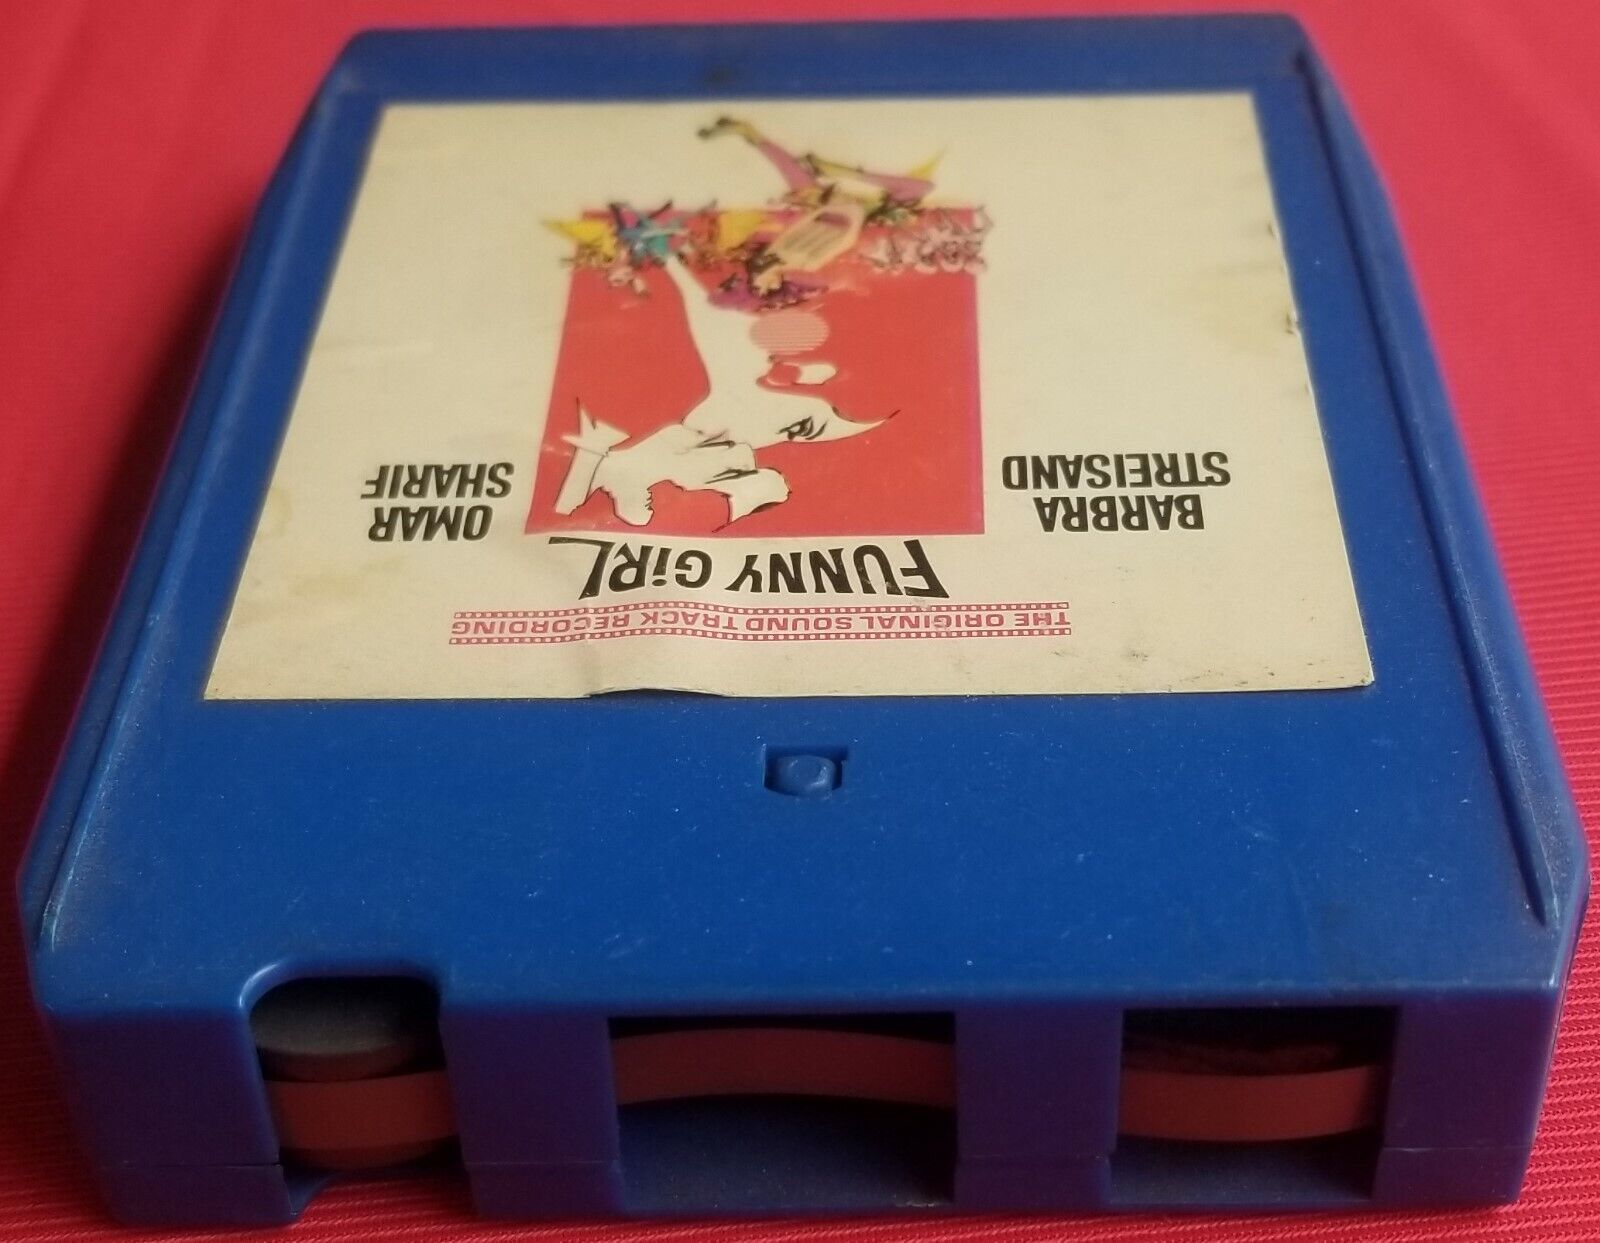 THE ORIGINAL SOUND TRACK RECORDING
FUNNY GiRL
BARBRA
STREISAND
OMAR
SHARIF